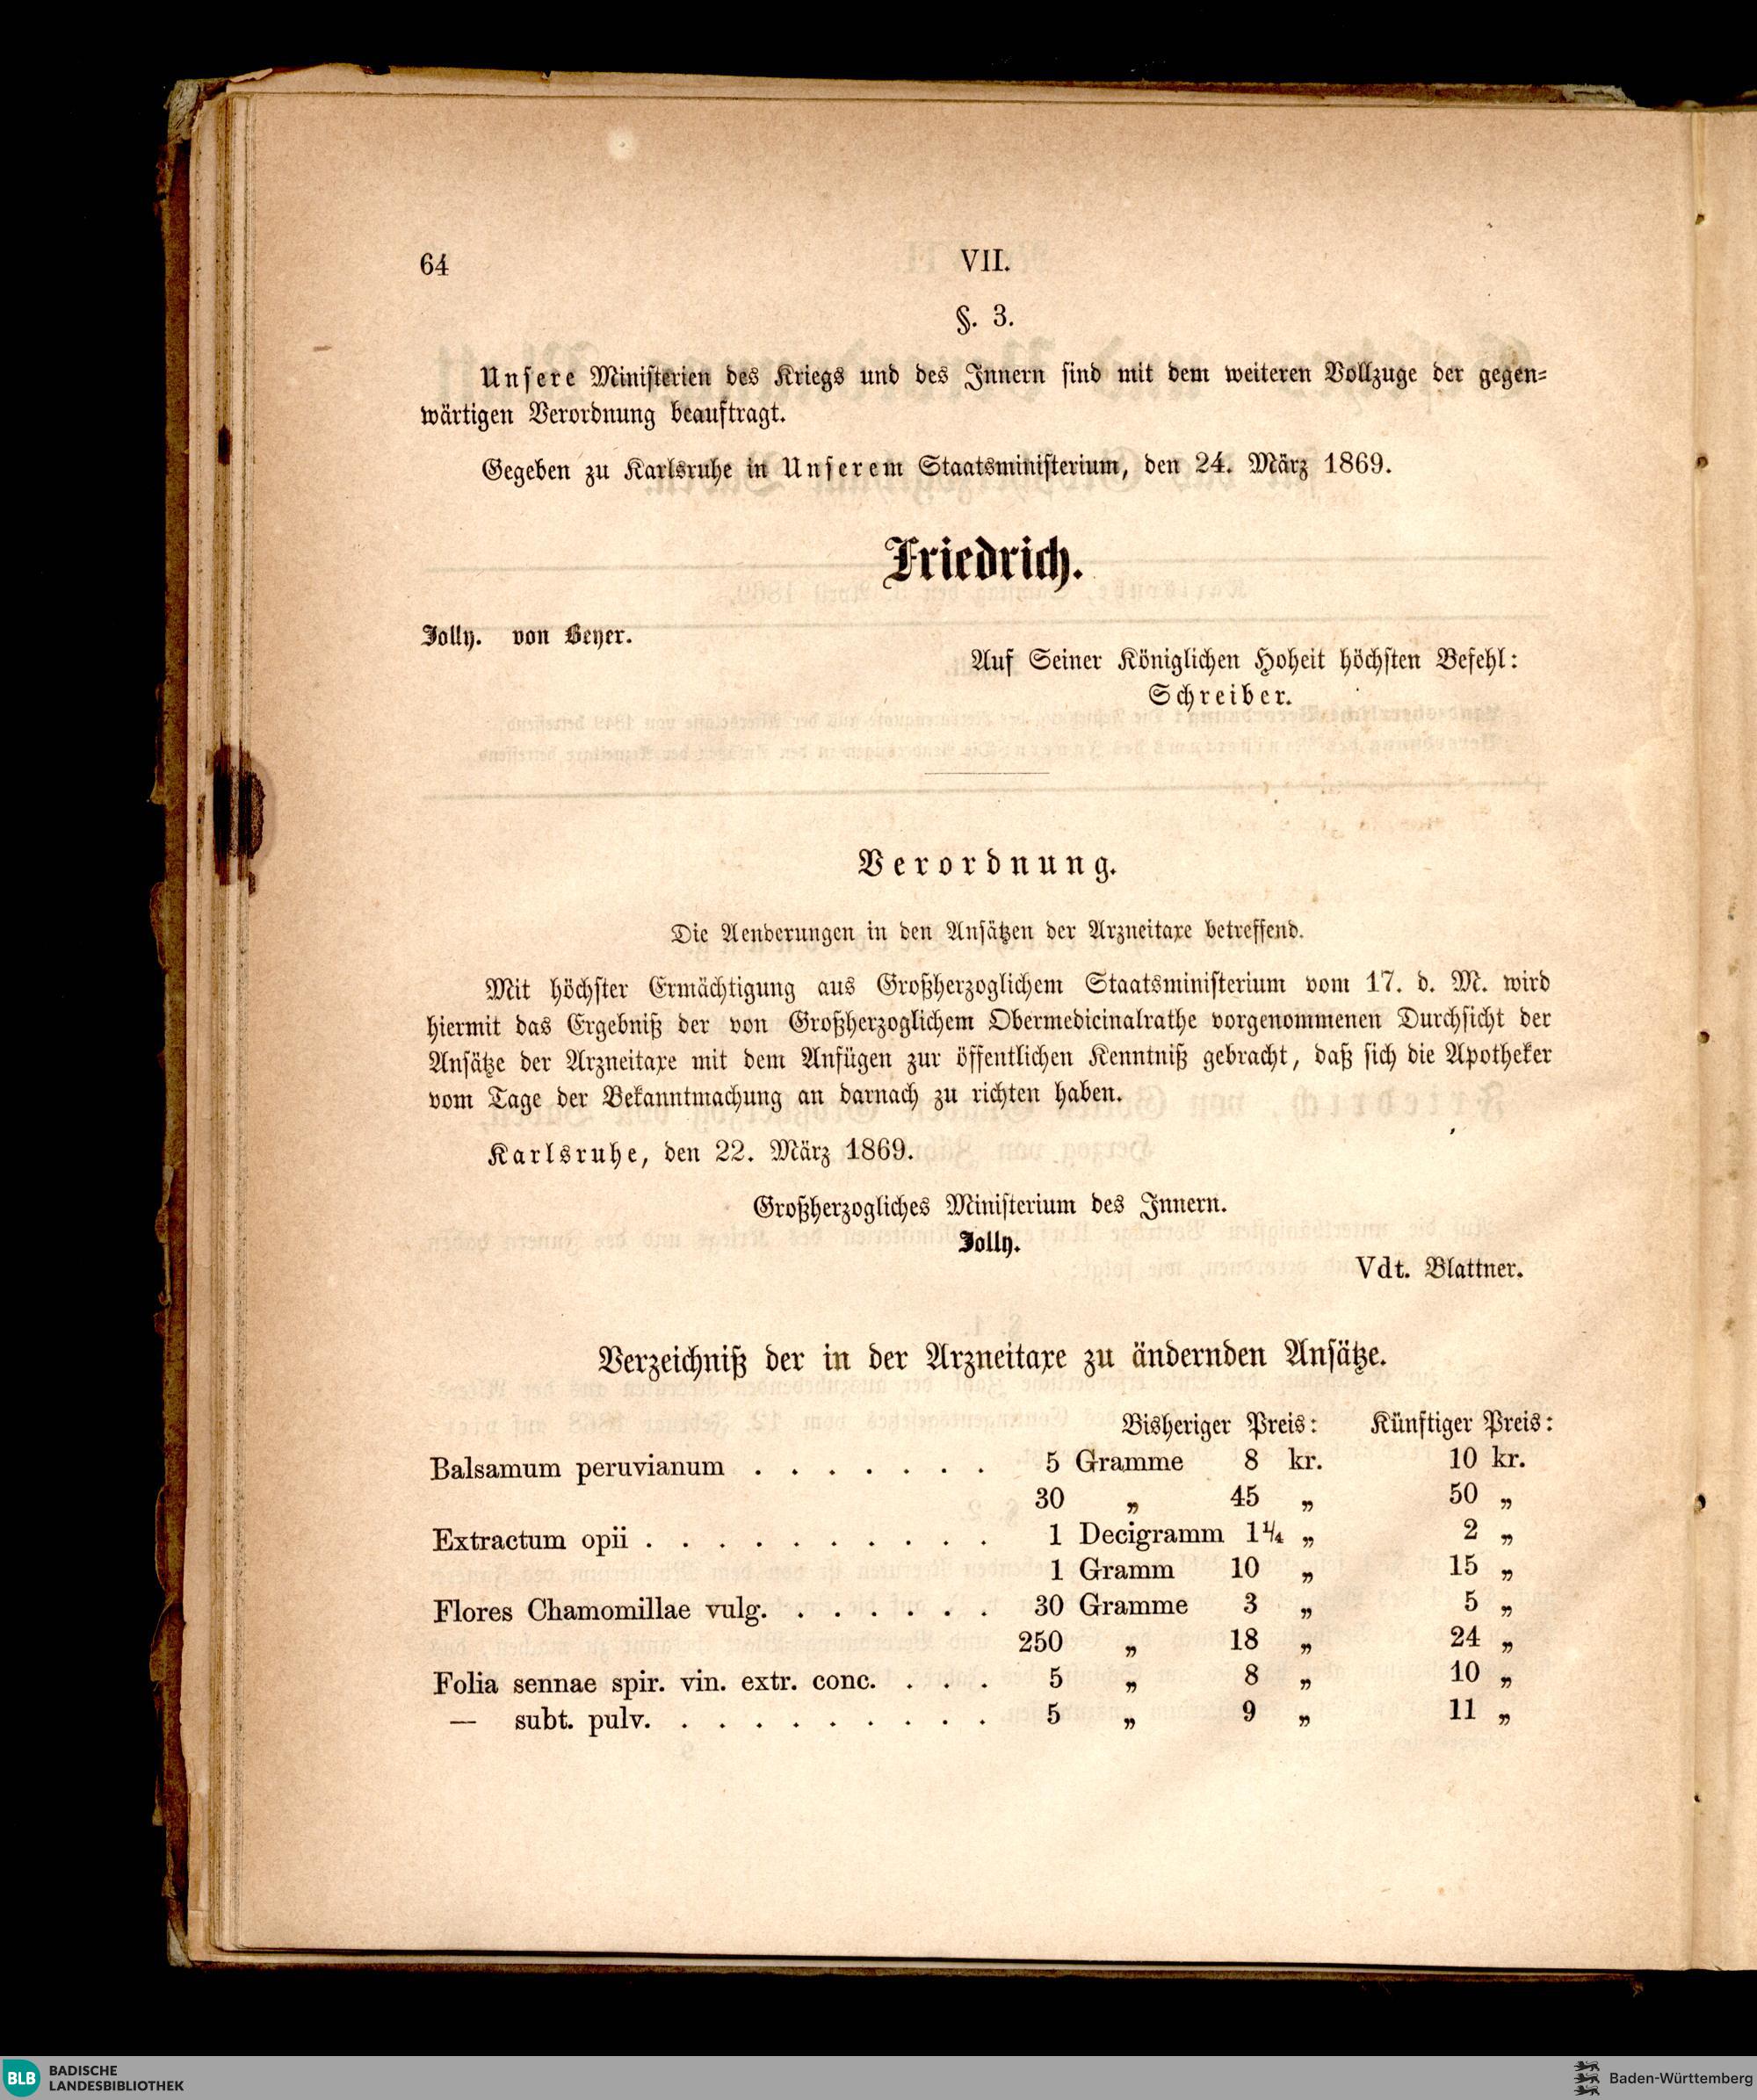 64 VII.
§. 3.
Unsere Ministerien des Kriegs und des Innern sind mit dem weiteren Vollzuge der gegen-
wärtigen Verordnung beauftragt.
Gegeben zu Karlsruhe in Unserem Staatsministerium, den 24. März 1869.
Friedrich.
Jolly. von Beyer.
Auf Seiner Königlichen Hoheit höchsten Befehl:
Schreiber.
Verordnung.
Die Aenderungen in den Ansätzen der Arzneitaxe betreffend.
Mit höchster Ermächtigung aus Großherzoglichem Staatsministerium vom 17. d. M. wird
hiermit das Ergebniß der von Großherzoglichem Obermedicinalrathe vorgenommenen Durchsicht der
Ansätze der Arzneitaxe mit dem Anfügen zur öffentlichen Kenntniß gebracht, daß sich die Apotheker
vom Tage der Bekanntmachung an darnach zu richten haben.
Karlsruhe, den 22. März 1869.
Großherzogliches Ministerium des Innern.
Jolly.
Vdt. Blattner.
Verzeichniß der in der Arzneitaxe zu ändernden Ansätze.
Bisheriger Preis: Künftiger Preis:
Balsamum peruvianum . . . . . . . 5 Gramme 8 kr. 10 kr.
30 „ 45 „ 50 „
Extractum opii . . . . . . . . . . 1 Decigramm 1¼ „ 2 „
1 Gramm 10 „ 15 „
Flores Chamomillae vulg. . . . . . . 30 Gramme 3 „ 5 „
250 „ 18 „ 24 „
Folia sennae spir. vin. extr. conc. . . . 5 „ 8 „ 10 „
— subt. pulv. . . . . . . . . . 5 „ 9 „ 11 „
BLB BADISCHE
LANDESBIBLIOTHEK
Baden-Württemberg